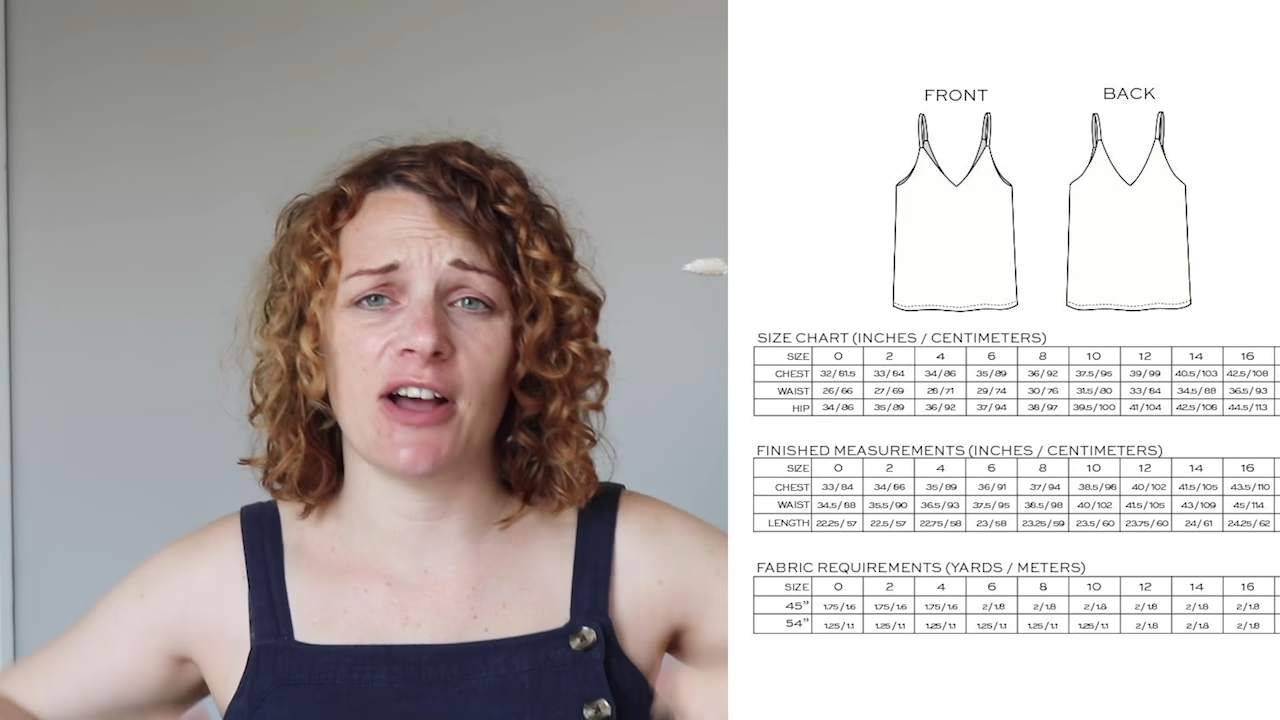 FRONT BACK
SIZE CHART (INCHES / CENTIMETERS)
SIZE 0 2 4 6 8 10 12 14 16
CHEST 32/81.5 33/84 34/86 35/89 36/92 37.5/95 39/99 40.5/103 42.5/108
WAIST 26/66 27/69 28/71 29/74 30/76 31.5/80 33/84 34.5/88 36.5/93
HIP 34/86 35/89 36/92 37/94 38/97 39.5/100 41/104 42.5/108 44.5/113
FINISHED MEASUREMENTS (INCHES / CENTIMETERS)
SIZE 0 2 4 6 8 10 12 14 16
CHEST 33/84 34/86 35/89 36/91 37/94 38.5/98 40/102 41.5/105 43.5/110
WAIST 34.5/88 35.5/90 36.5/93 37.5/95 38.5/98 40/102 41.5/105 43/109 45/114
LENGTH 22.25/57 22.5/57 22.75/58 23/58 23.25/59 23.5/60 23.75/60 24/61 24.25/62
FABRIC REQUIREMENTS (YARDS / METERS)
SIZE 0 2 4 6 8 10 12 14 16
45” 1.75/1.6 1.75/1.6 1.75/1.6 2/1.8 2/1.8 2/1.8 2/1.8 2/1.8 2/1.8
54” 1.25/1.1 1.25/1.1 1.25/1.1 1.25/1.1 1.25/1.1 1.25/1.1 2/1.8 2/1.8 2/1.8